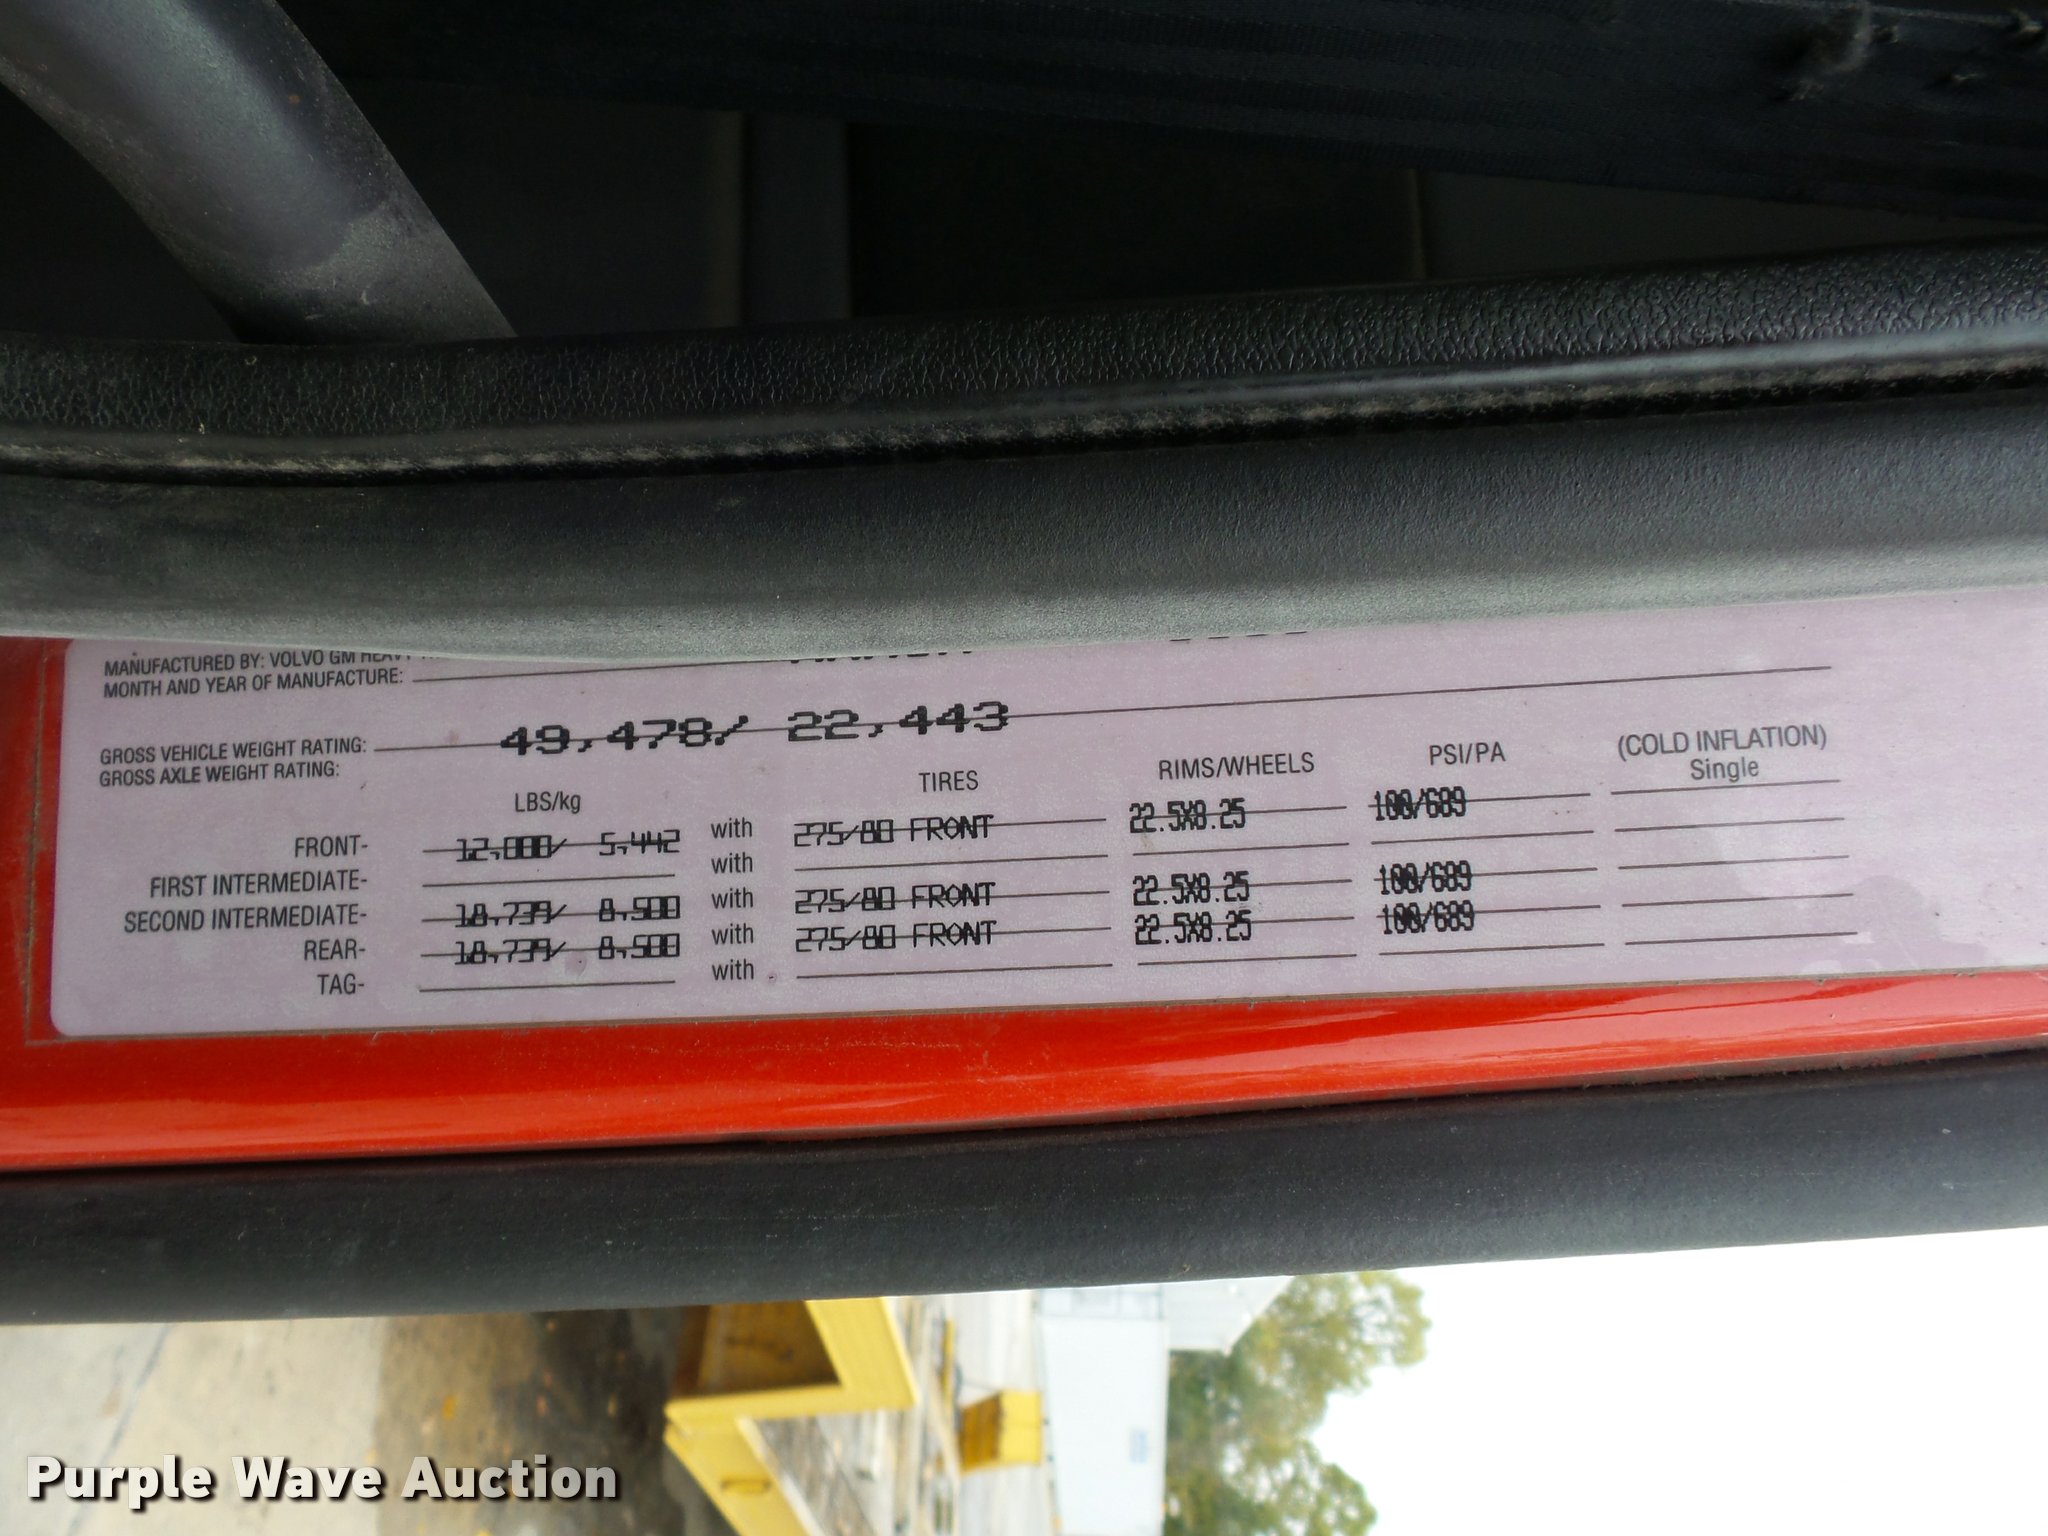 MANUFACTURED BY: VOLVO GM HEAVY
MONTH AND YEAR OF MANUFACTURE:
GROSS VEHICLE WEIGHT RATING: 49,478/ 22,443
GROSS AXLE WEIGHT RATING:
LBS/kg TIRES RIMS/WHEELS PSI/PA (COLD INFLATION)
Single
FRONT- 12,000/ 5,442 with 275/80 FRONT 22.5X8.25 100/689
FIRST INTERMEDIATE- with
SECOND INTERMEDIATE- 18,739/ 8,500 with 275/80 FRONT 22.5X8.25 100/689
REAR- 18,739/ 8,500 with 275/80 FRONT 22.5X8.25 100/689
TAG- with
Purple Wave Auction